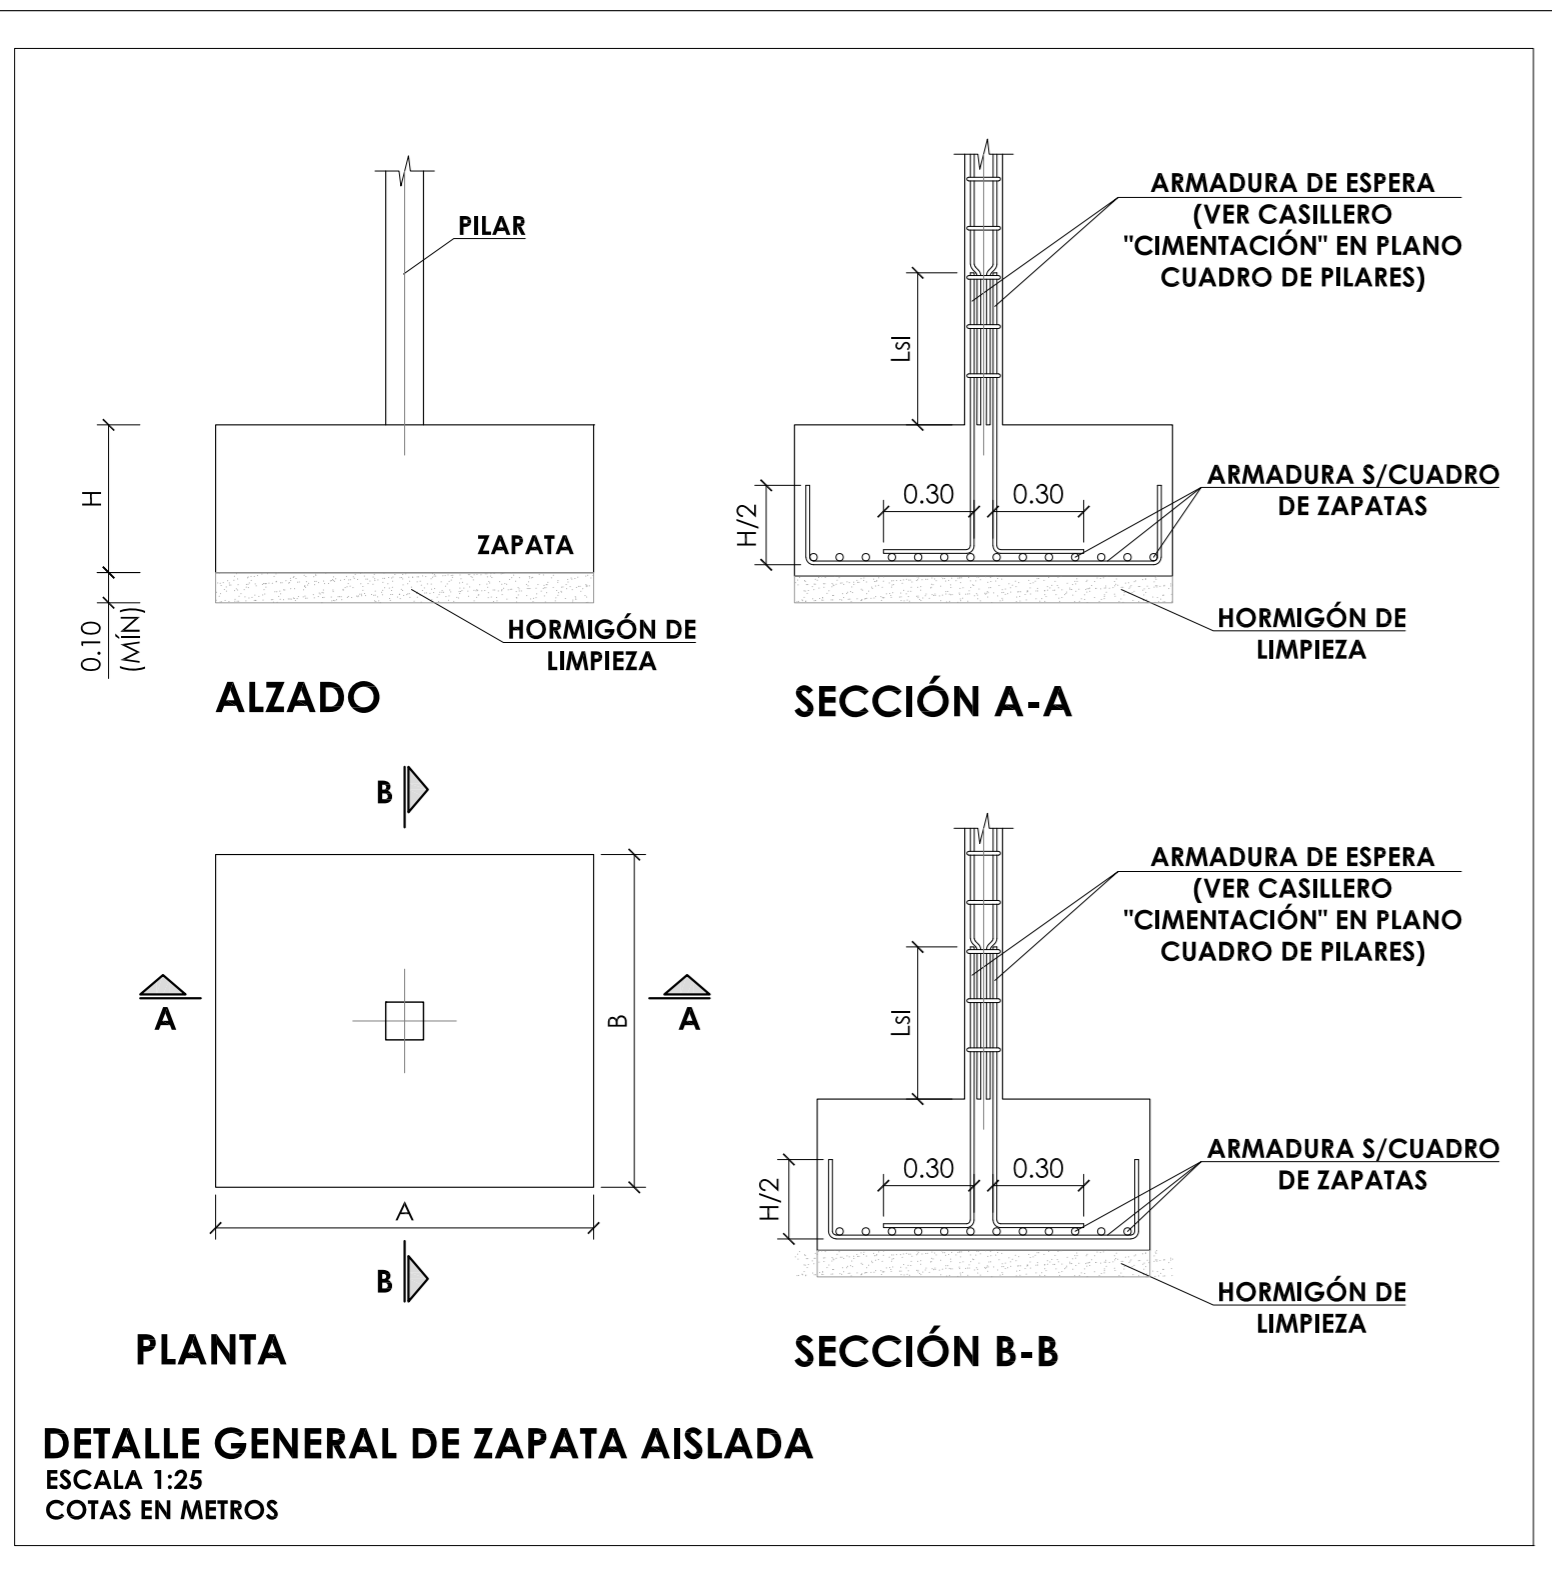 PILAR
H
ZAPATA
0.10
(MÍN)
HORMIGÓN DE
LIMPIEZA
ALZADO
ARMADURA DE ESPERA
(VER CASILLERO
"CIMENTACIÓN" EN PLANO
CUADRO DE PILARES)
Lsl
ARMADURA S/CUADRO
DE ZAPATAS
0.30
0.30
H/2
HORMIGÓN DE
LIMPIEZA
SECCIÓN A-A
B
A
A
B
A
B
PLANTA
ARMADURA DE ESPERA
(VER CASILLERO
"CIMENTACIÓN" EN PLANO
CUADRO DE PILARES)
Lsl
ARMADURA S/CUADRO
DE ZAPATAS
0.30
0.30
H/2
HORMIGÓN DE
LIMPIEZA
SECCIÓN B-B
DETALLE GENERAL DE ZAPATA AISLADA
ESCALA 1:25
COTAS EN METROS